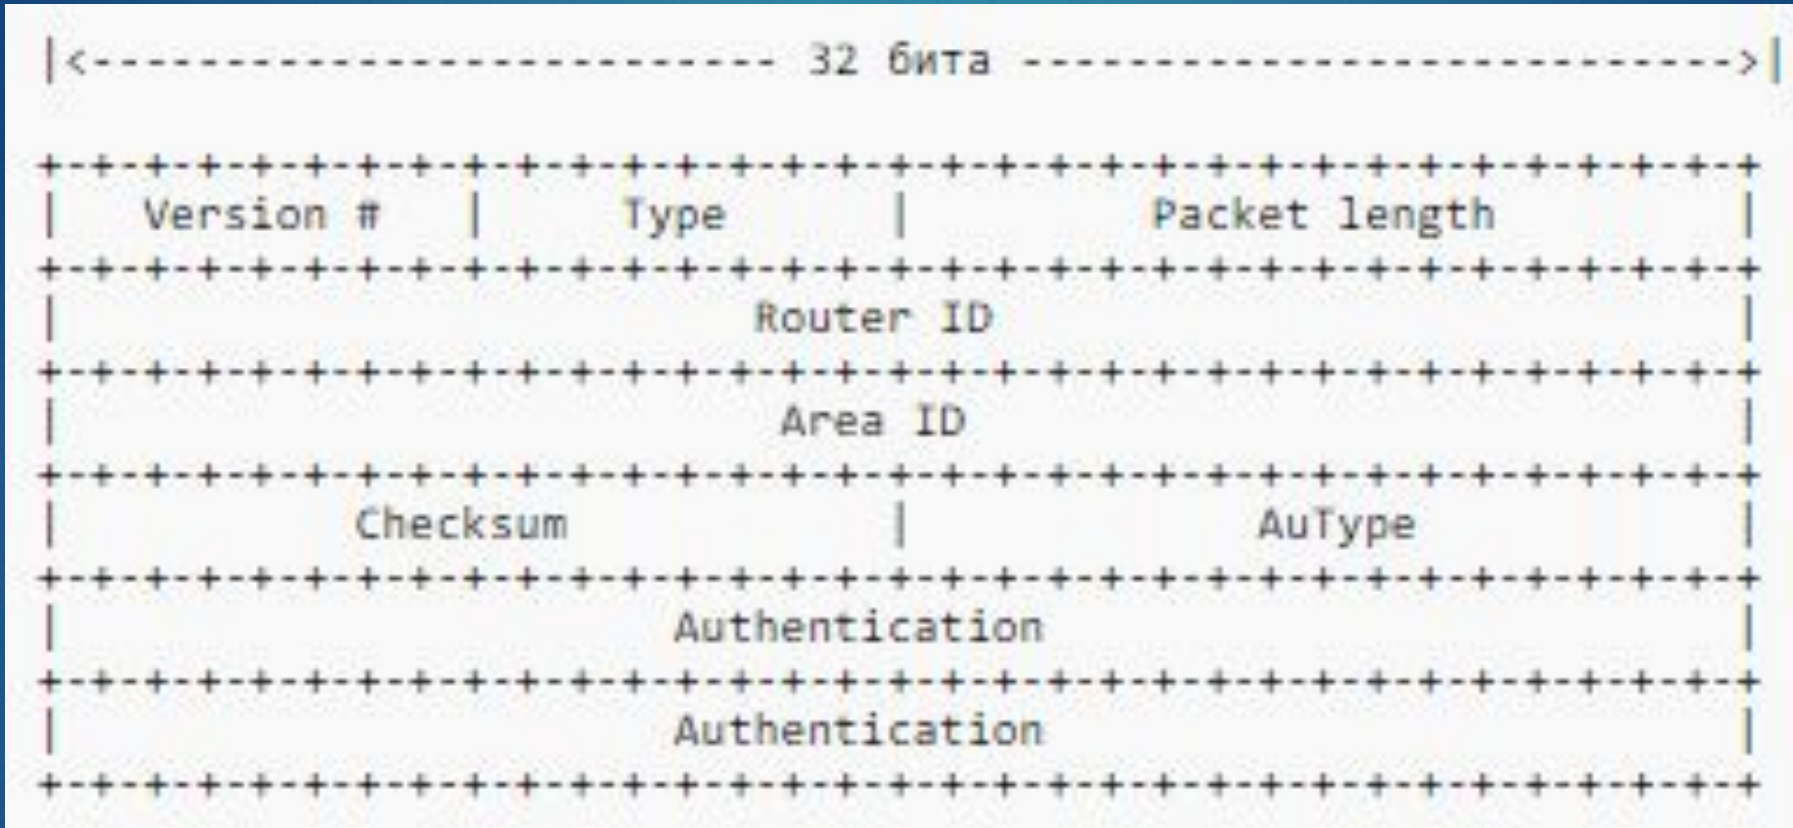 |<--------------------------- 32 бита ---------------------------->|
+-+-+-+-+-+-+-+-+-+-+-+-+-+-+-+-+-+-+-+-+-+-+-+-+-+-+-+-+-+-+-+-+
| Version # | Type | Packet length |
+-+-+-+-+-+-+-+-+-+-+-+-+-+-+-+-+-+-+-+-+-+-+-+-+-+-+-+-+-+-+-+-+
| Router ID |
+-+-+-+-+-+-+-+-+-+-+-+-+-+-+-+-+-+-+-+-+-+-+-+-+-+-+-+-+-+-+-+-+
| Area ID |
+-+-+-+-+-+-+-+-+-+-+-+-+-+-+-+-+-+-+-+-+-+-+-+-+-+-+-+-+-+-+-+-+
| Checksum | AuType |
+-+-+-+-+-+-+-+-+-+-+-+-+-+-+-+-+-+-+-+-+-+-+-+-+-+-+-+-+-+-+-+-+
| Authentication |
+-+-+-+-+-+-+-+-+-+-+-+-+-+-+-+-+-+-+-+-+-+-+-+-+-+-+-+-+-+-+-+-+
| Authentication |
+-+-+-+-+-+-+-+-+-+-+-+-+-+-+-+-+-+-+-+-+-+-+-+-+-+-+-+-+-+-+-+-+